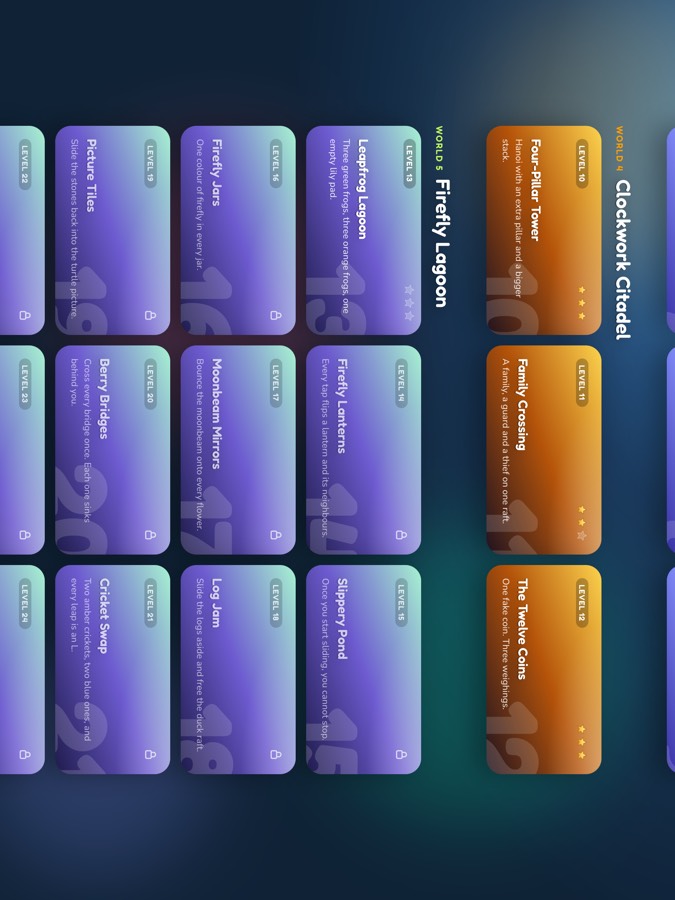 WORLD 4 Clockwork Citadel
LEVEL 10
Four-Pillar Tower
Hanoi with an extra pillar and a bigger
stack.
10
LEVEL 11
Family Crossing
A family, a guard and a thief on one raft.
11
LEVEL 12
The Twelve Coins
One fake coin. Three weighings.
12
WORLD 5 Firefly Lagoon
LEVEL 13
Leapfrog Lagoon
Three green frogs, three orange frogs, one
empty lily pad.
13
LEVEL 14
Firefly Lanterns
Every tap flips a lantern and its neighbours.
14
LEVEL 15
Slippery Pond
Once you start sliding, you cannot stop.
15
LEVEL 16
Firefly Jars
One colour of firefly in every jar.
16
LEVEL 17
Moonbeam Mirrors
Bounce the moonbeam onto every flower.
17
LEVEL 18
Log Jam
Slide the logs aside and free the duck raft.
18
LEVEL 19
Picture Tiles
Slide the stones back into the turtle picture.
19
LEVEL 20
Berry Bridges
Cross every bridge once. Each one sinks
behind you.
20
LEVEL 21
Cricket Swap
Two amber crickets, two blue ones, and
every leap is an L.
21
LEVEL 22
LEVEL 23
LEVEL 24